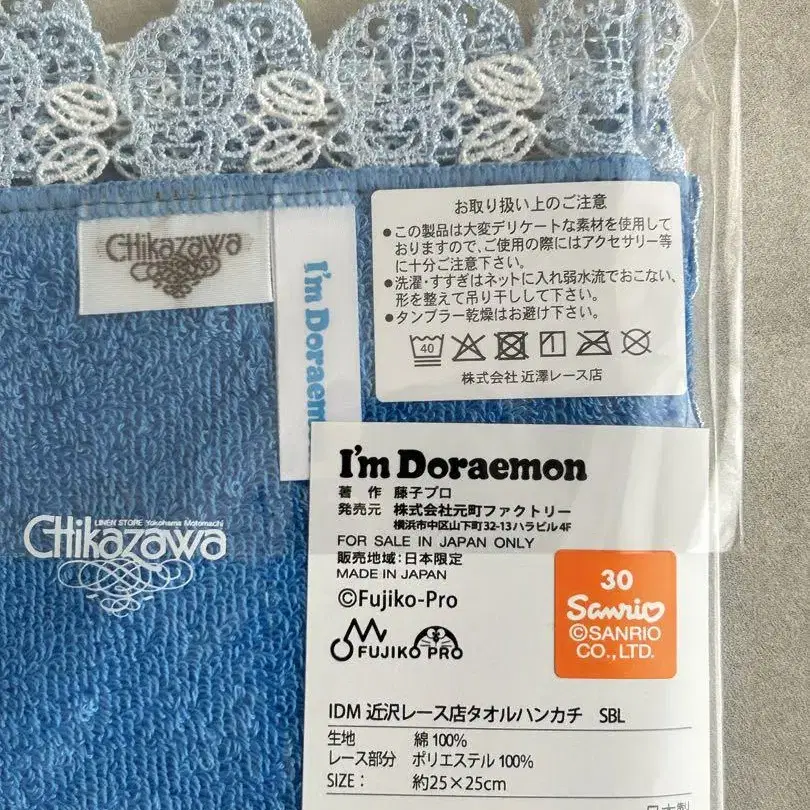 Chikazawa
I'm Doraem
お取り扱い上のご注意
●この製品は大変デリケートな素材を使用して
おりますので、ご使用の際にはアクセサリー等
に十分ご注意下さい。
●洗濯・すすぎはネットに入れ弱水流でおこない、
形を整えて吊り干しして下さい。
●タンブラー乾燥はお避け下さい。
40
株式会社 近澤レース店
LINEN STORE Yokohama Motomachi
Chikazawa
I'm Doraemon
著 作 藤子プロ
発売元 株式会社元町ファクトリー
横浜市中区山下町32-13ハラビル4F
FOR SALE IN JAPAN ONLY
販売地域：日本限定
MADE IN JAPAN
©Fujiko-Pro
FUJIKO PRO
30
Sanrio
©SANRIO
CO., LTD.
IDM 近沢レース店タオルハンカチ SBL
生地 綿100%
レース部分 ポリエステル100%
SIZE： 約25×25cm
日本製